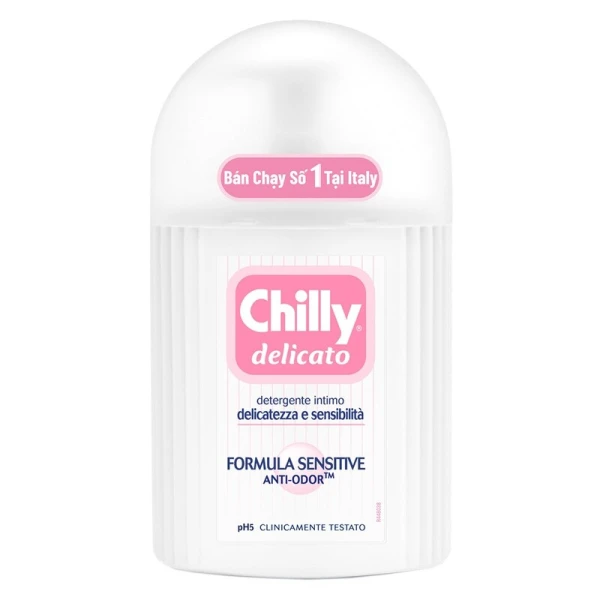 Bán Chạy Số 1 Tại Italy
Chilly®
delicato
detergente intimo
delicatezza e sensibilità
FORMULA SENSITIVE
ANTI-ODOR™
pH5 CLINICAMENTE TESTATO